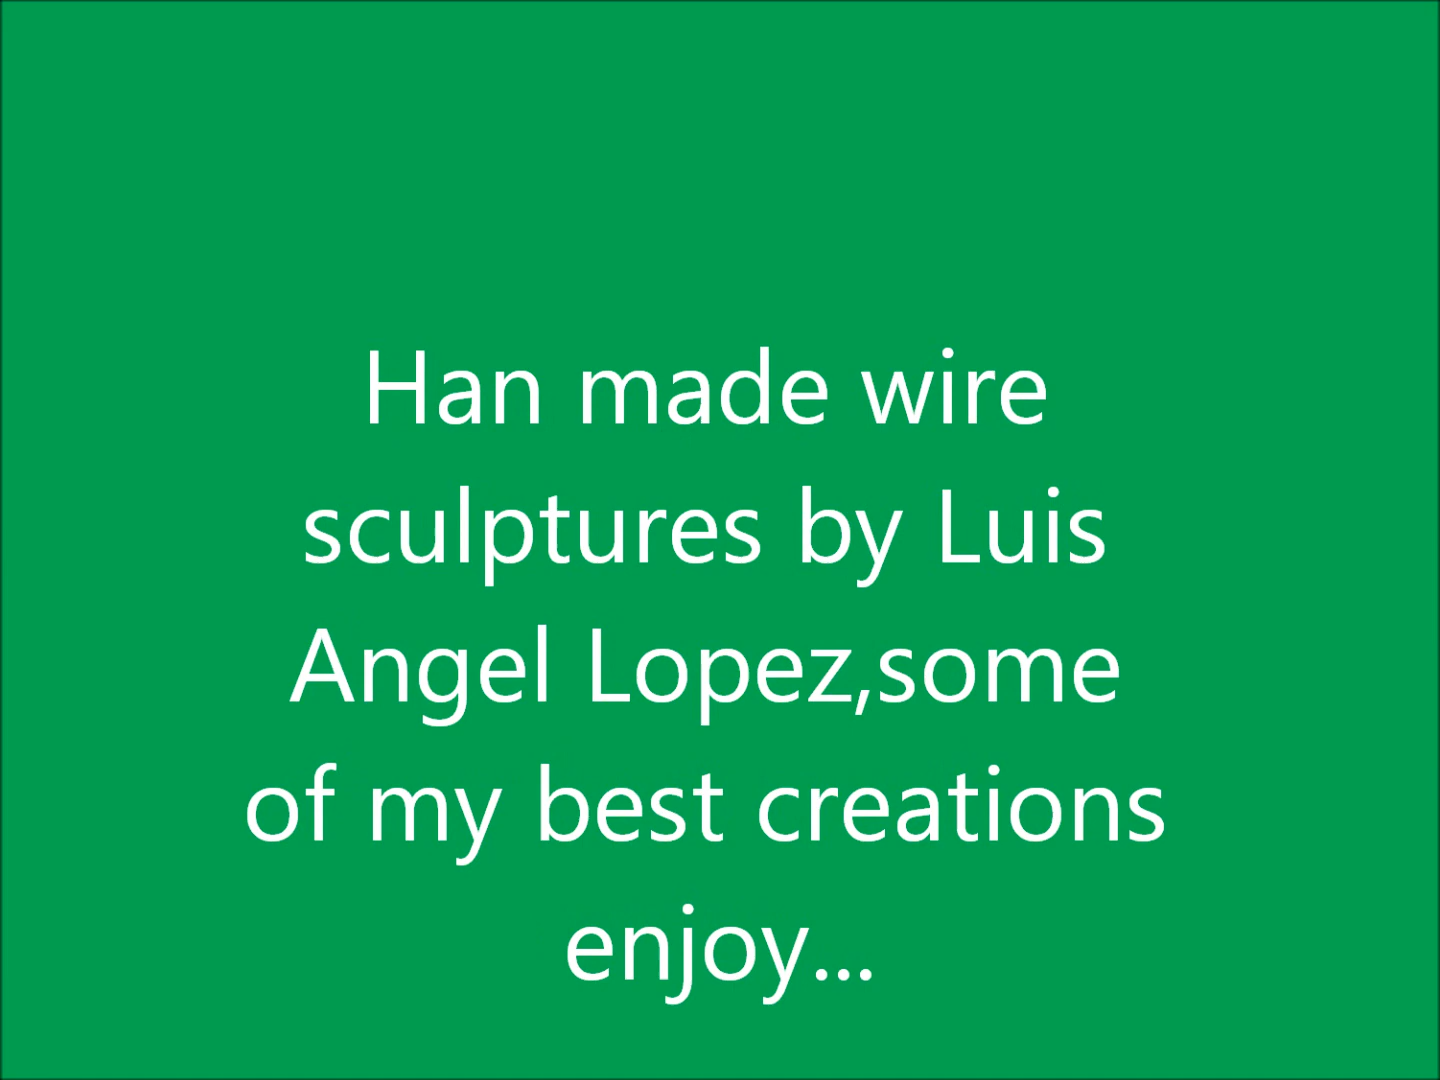 Han made wire
sculptures by Luis
Angel Lopez,some
of my best creations
enjoy...